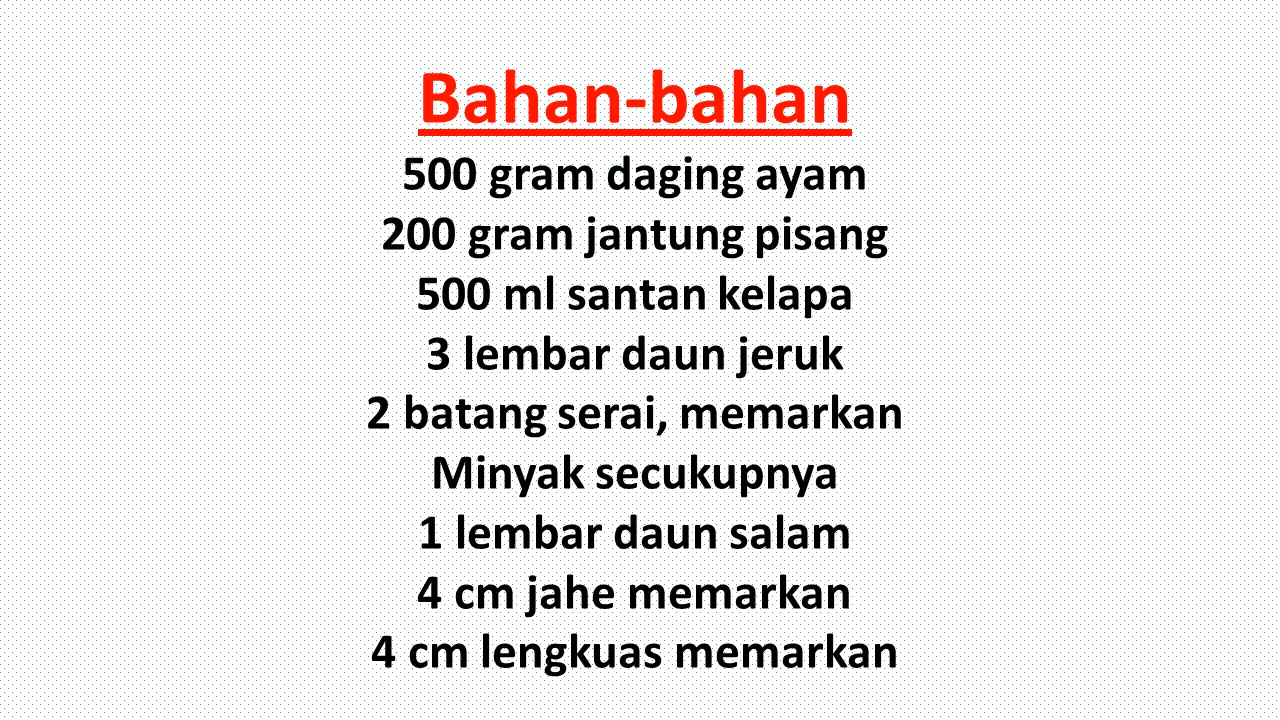 Bahan-bahan
500 gram daging ayam
200 gram jantung pisang
500 ml santan kelapa
3 lembar daun jeruk
2 batang serai, memarkan
Minyak secukupnya
1 lembar daun salam
4 cm jahe memarkan
4 cm lengkuas memarkan